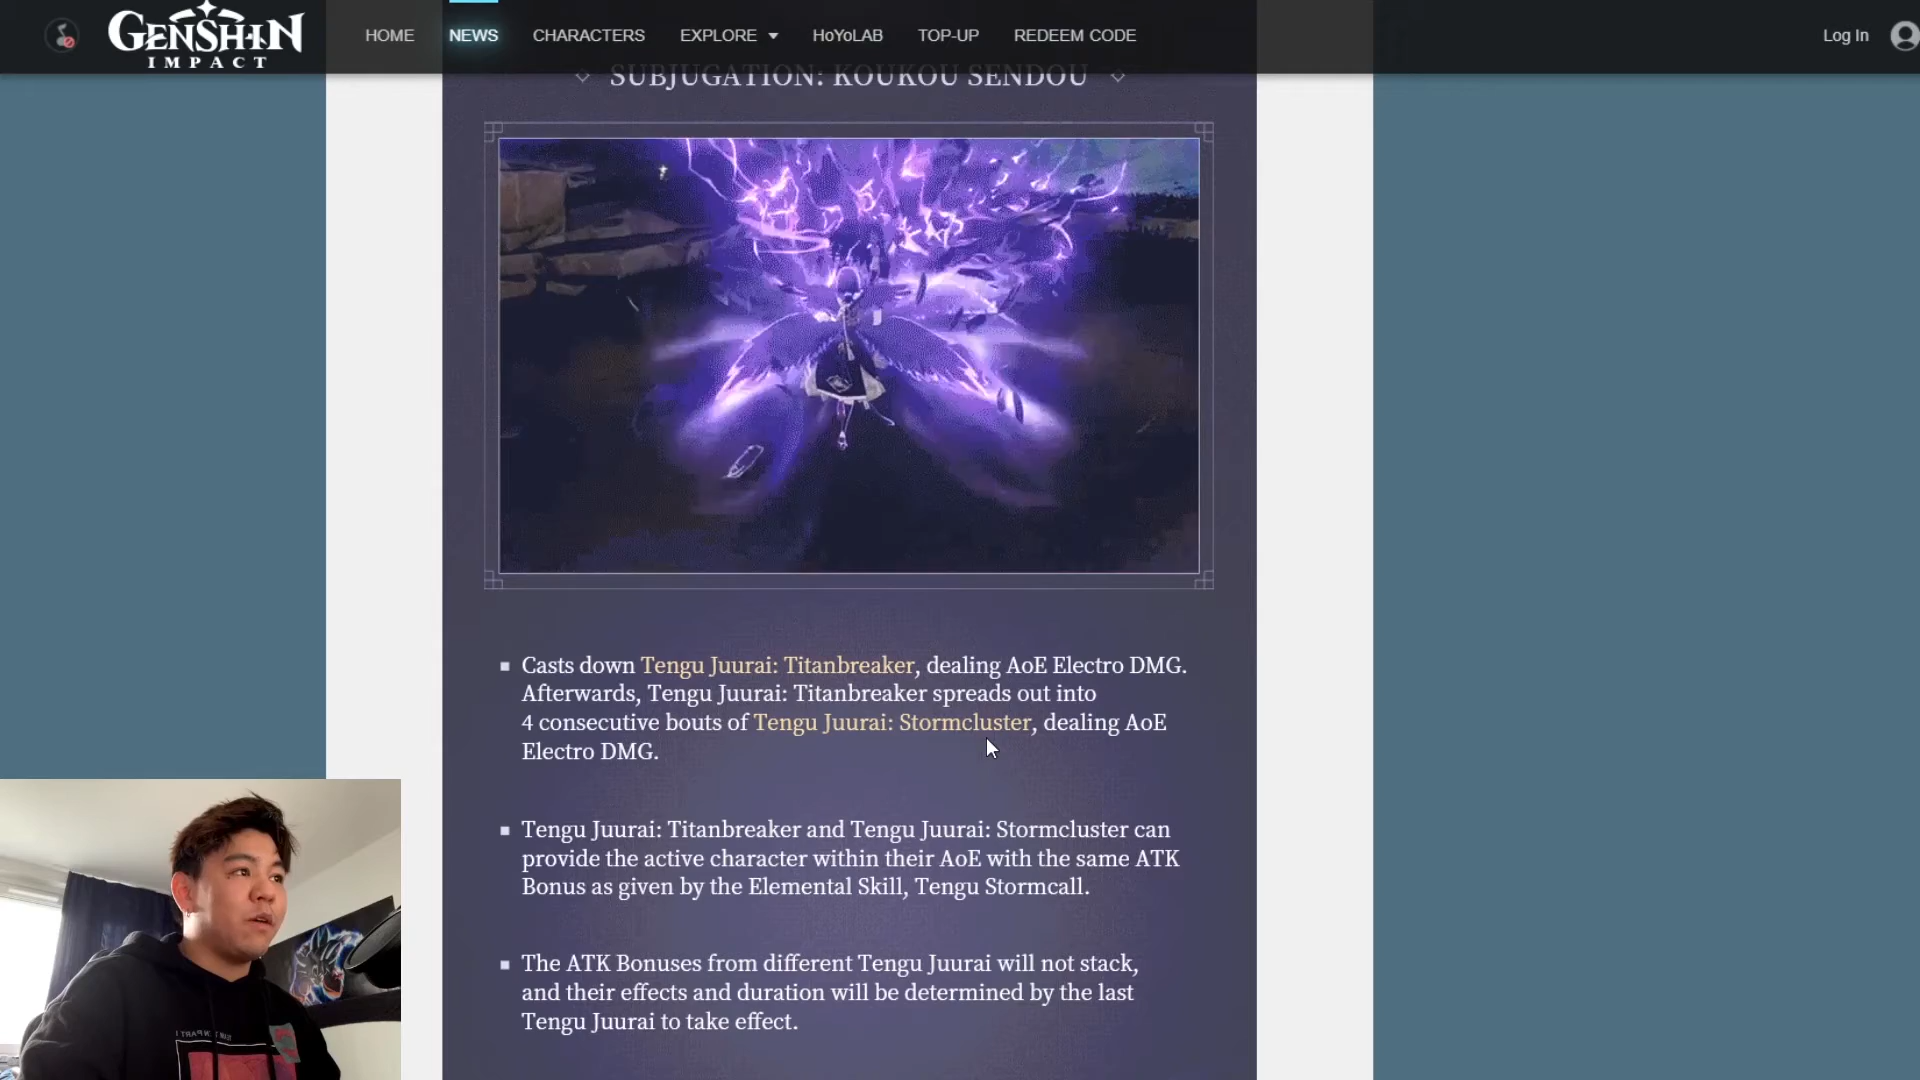 GENSHIN
IMPACT
HOME
NEWS
CHARACTERS
EXPLORE
HoYoLAB
TOP-UP
REDEEM CODE
Log In
SUBJUGATION: KOUKOU SENDOU
Casts down Tengu Juurai: Titanbreaker, dealing AoE Electro DMG.
Afterwards, Tengu Juurai: Titanbreaker spreads out into
4 consecutive bouts of Tengu Juurai: Stormcluster, dealing AoE
Electro DMG.
Tengu Juurai: Titanbreaker and Tengu Juurai: Stormcluster can
provide the active character within their AoE with the same ATK
Bonus as given by the Elemental Skill, Tengu Stormcall.
The ATK Bonuses from different Tengu Juurai will not stack,
and their effects and duration will be determined by the last
Tengu Juurai to take effect.